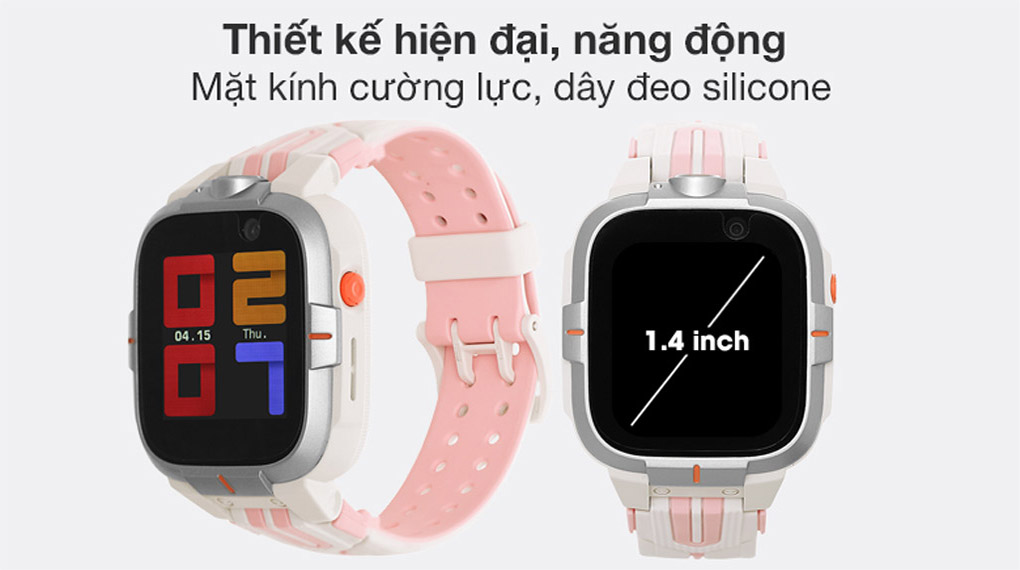 Thiết kế hiện đại, năng động
Mặt kính cường lực, dây đeo silicone
02
04.15 Thu.
07
1.4 inch